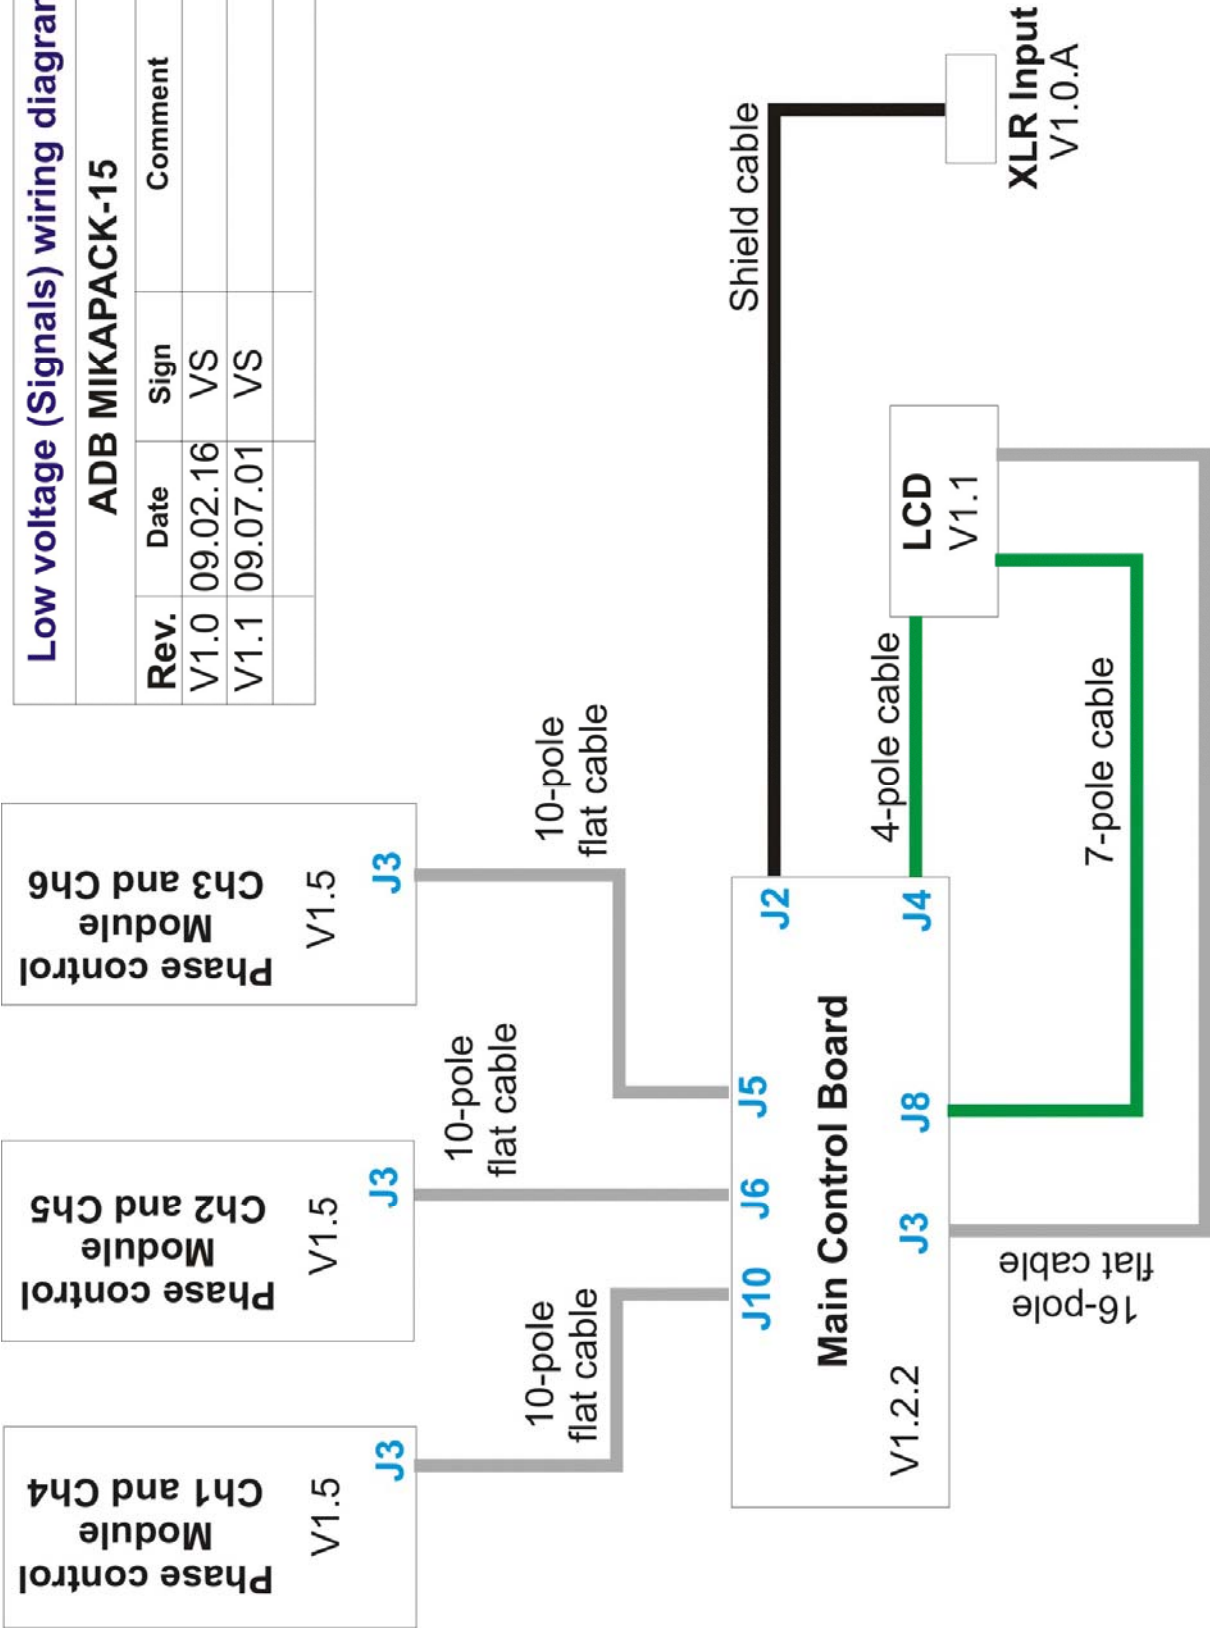 Low voltage (Signals) wiring diagram
ADB MIKAPACK-15
Rev. Date Sign Comment
V1.0 09.02.16 VS
V1.1 09.07.01 VS
Phase control
Module
Ch1 and Ch4
V1.5
J3
Phase control
Module
Ch2 and Ch5
V1.5
J3
Phase control
Module
Ch3 and Ch6
V1.5
J3
10-pole
flat cable
10-pole
flat cable
10-pole
flat cable
J10
J6
J5
J2
Main Control Board
V1.2.2
J3
J8
J4
Shield cable
XLR Input
V1.0.A
4-pole cable
LCD
V1.1
7-pole cable
16-pole
flat cable